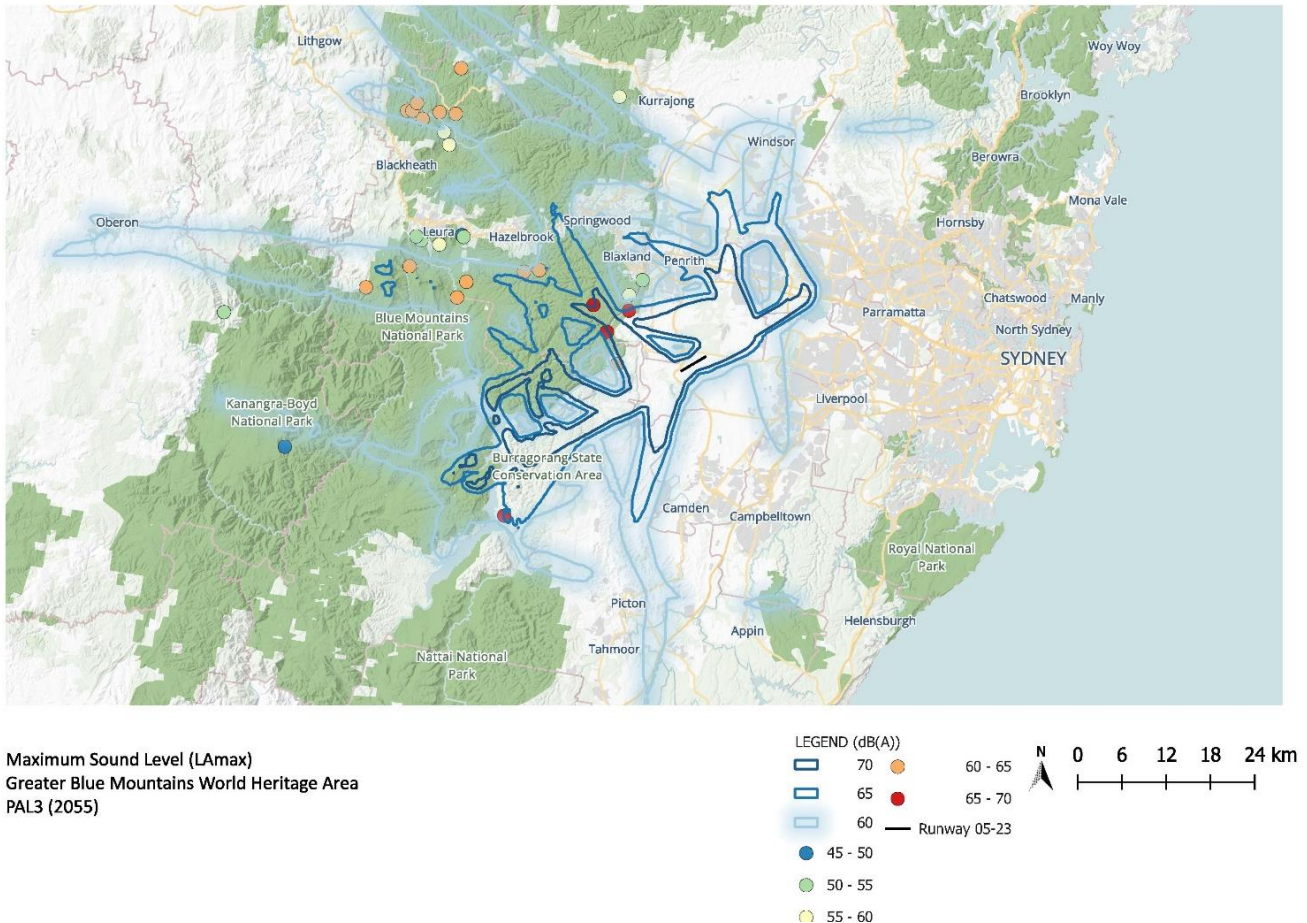 Lithgow
Woy Woy
Brooklyn
Kurrajong
Windsor
Berowra
Blackheath
Mona Vale
Oberon
Springwood
Hornsby
Leura
Hazelbrook
Blaxland
Penrith
Chatswood
Manly
Parramatta
Blue Mountains
National Park
North Sydney
SYDNEY
Liverpool
Kanangra-Boyd
National Park
Burragorang State
Conservation Area
Camden
Campbelltown
Royal National
Park
Picton
Helensburgh
Appin
Tahmoor
Nattai National
Park
Maximum Sound Level (LAmax)
Greater Blue Mountains World Heritage Area
PAL3 (2055)
LEGEND (dB(A))
70
65
60
45 - 50
50 - 55
55 - 60
60 - 65
65 - 70
Runway 05-23
N
0 6 12 18 24 km